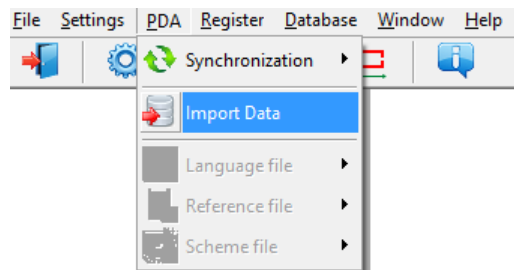 File Settings PDA Register Database Window Help
Synchronization
Import Data
Language file
Reference file
Scheme file